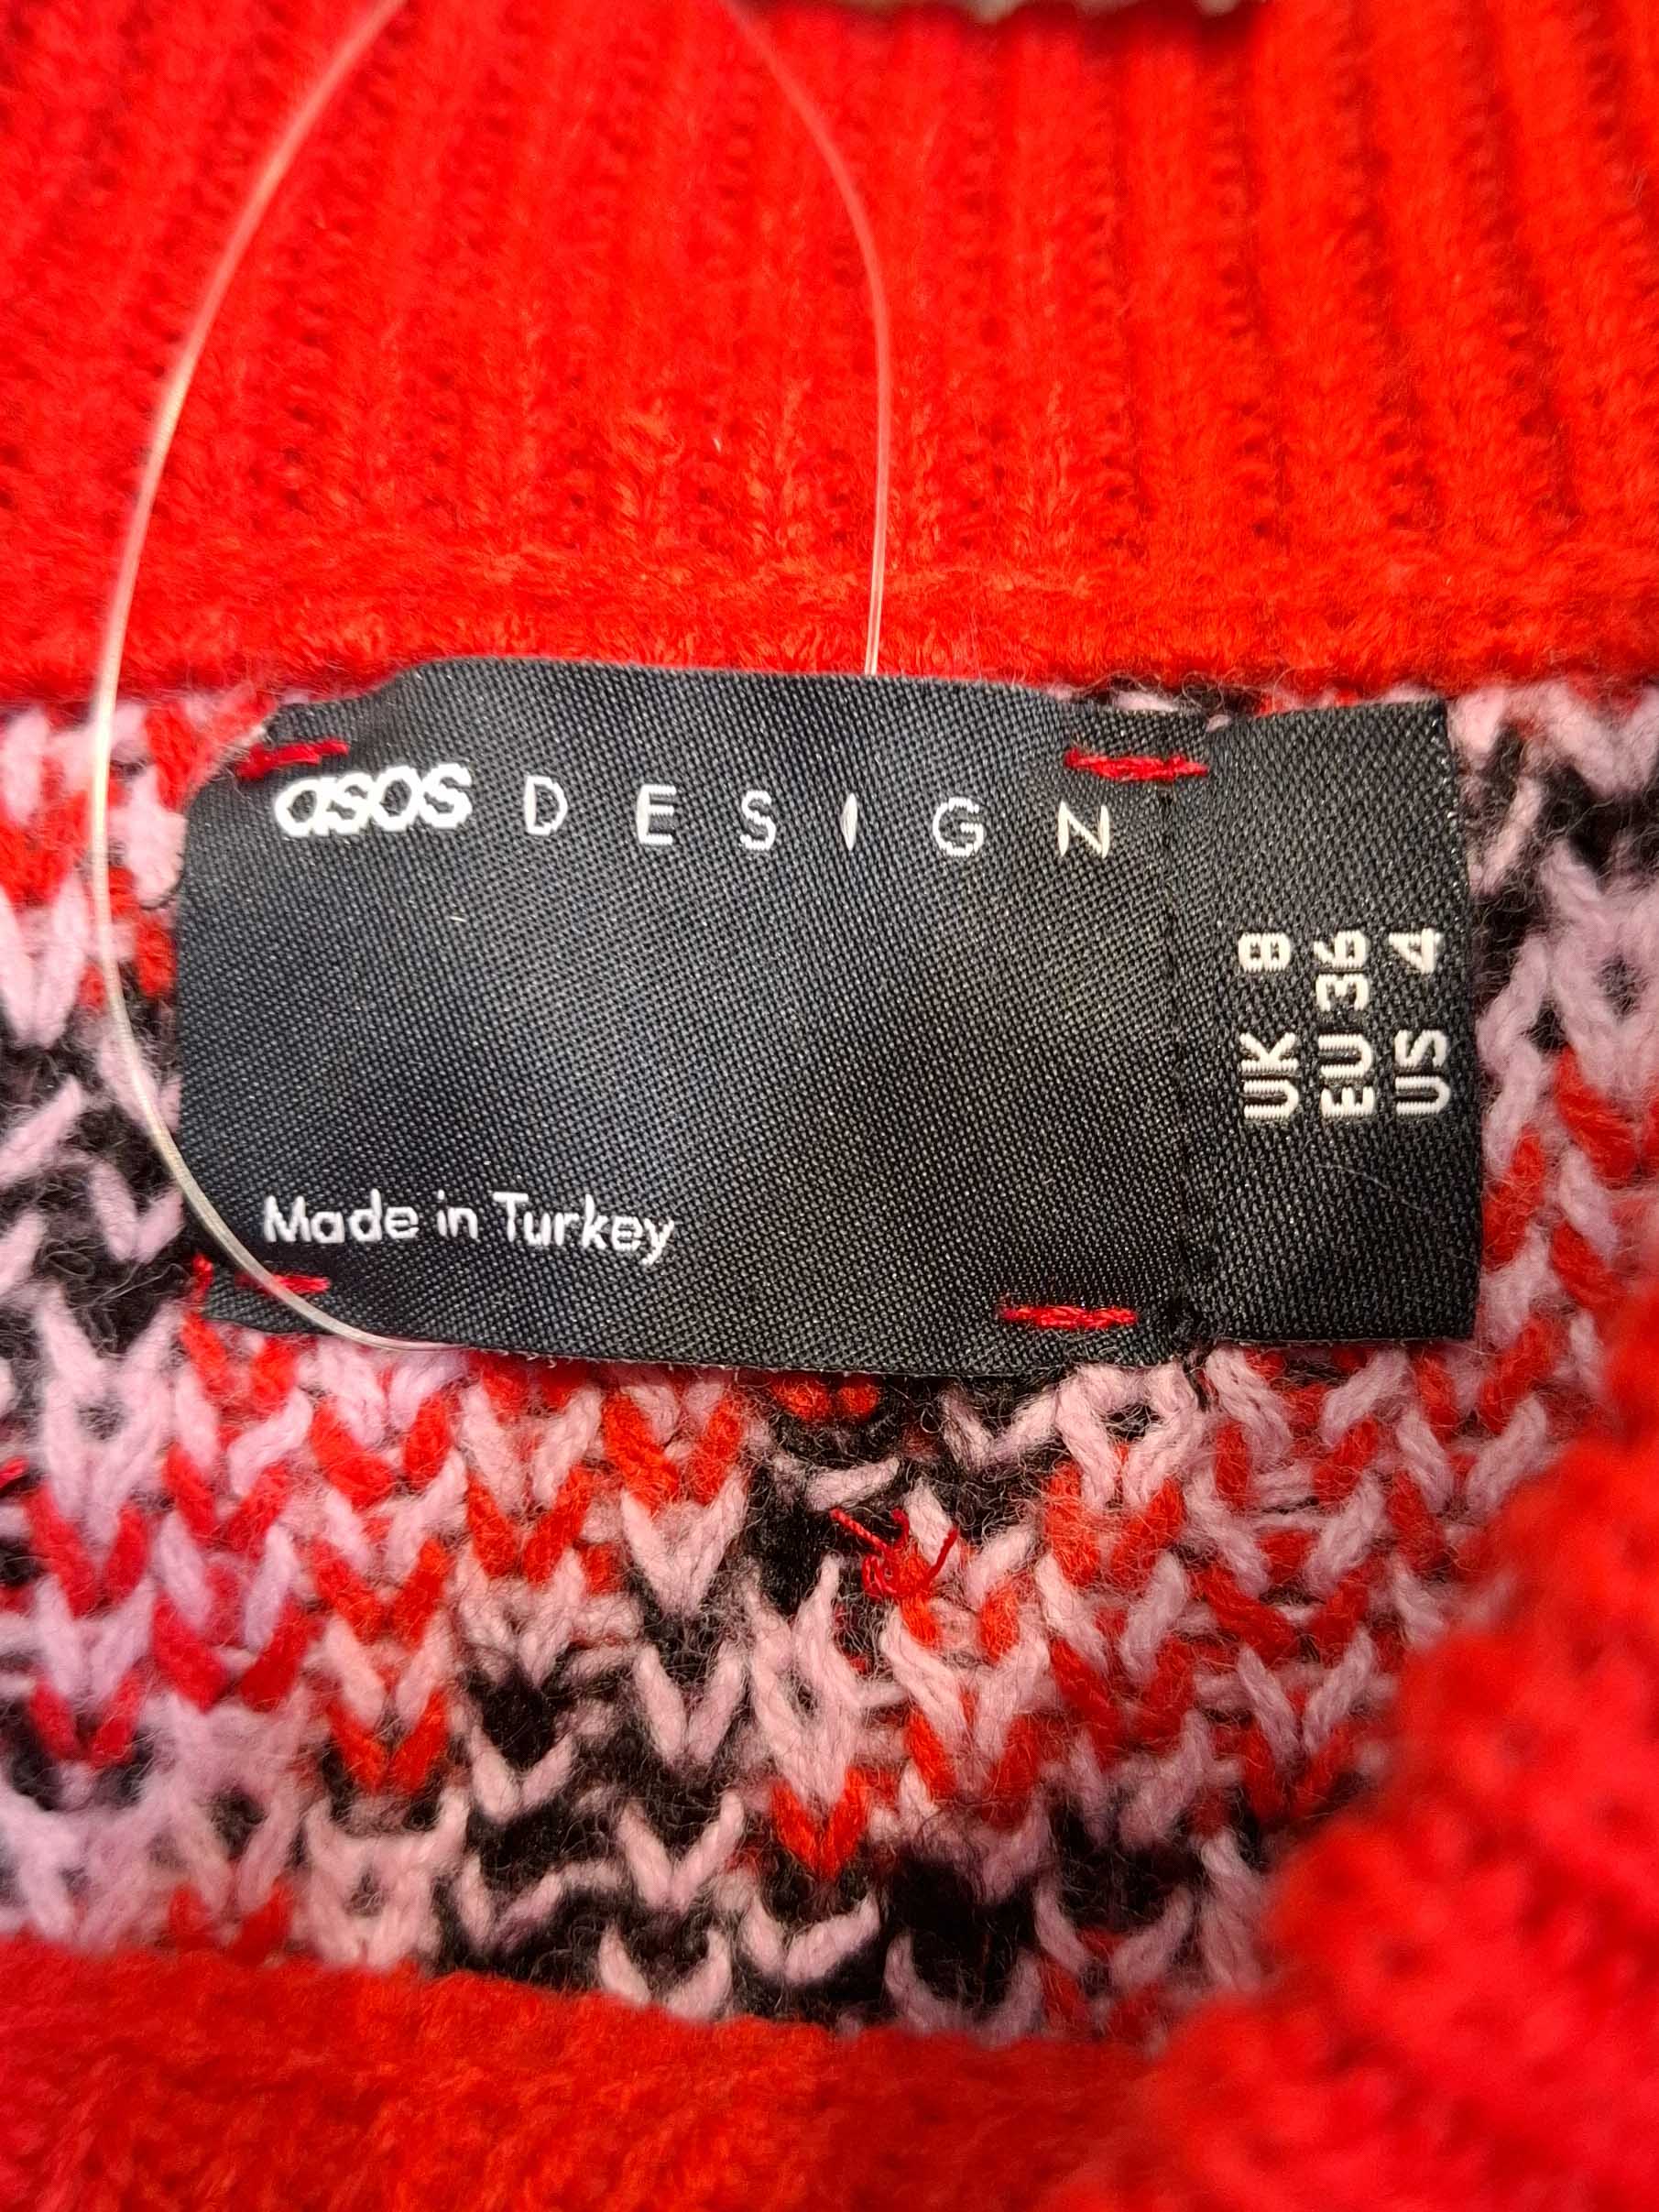 asos DESIGN
Made in Turkey
UK 8
EU 36
US 4